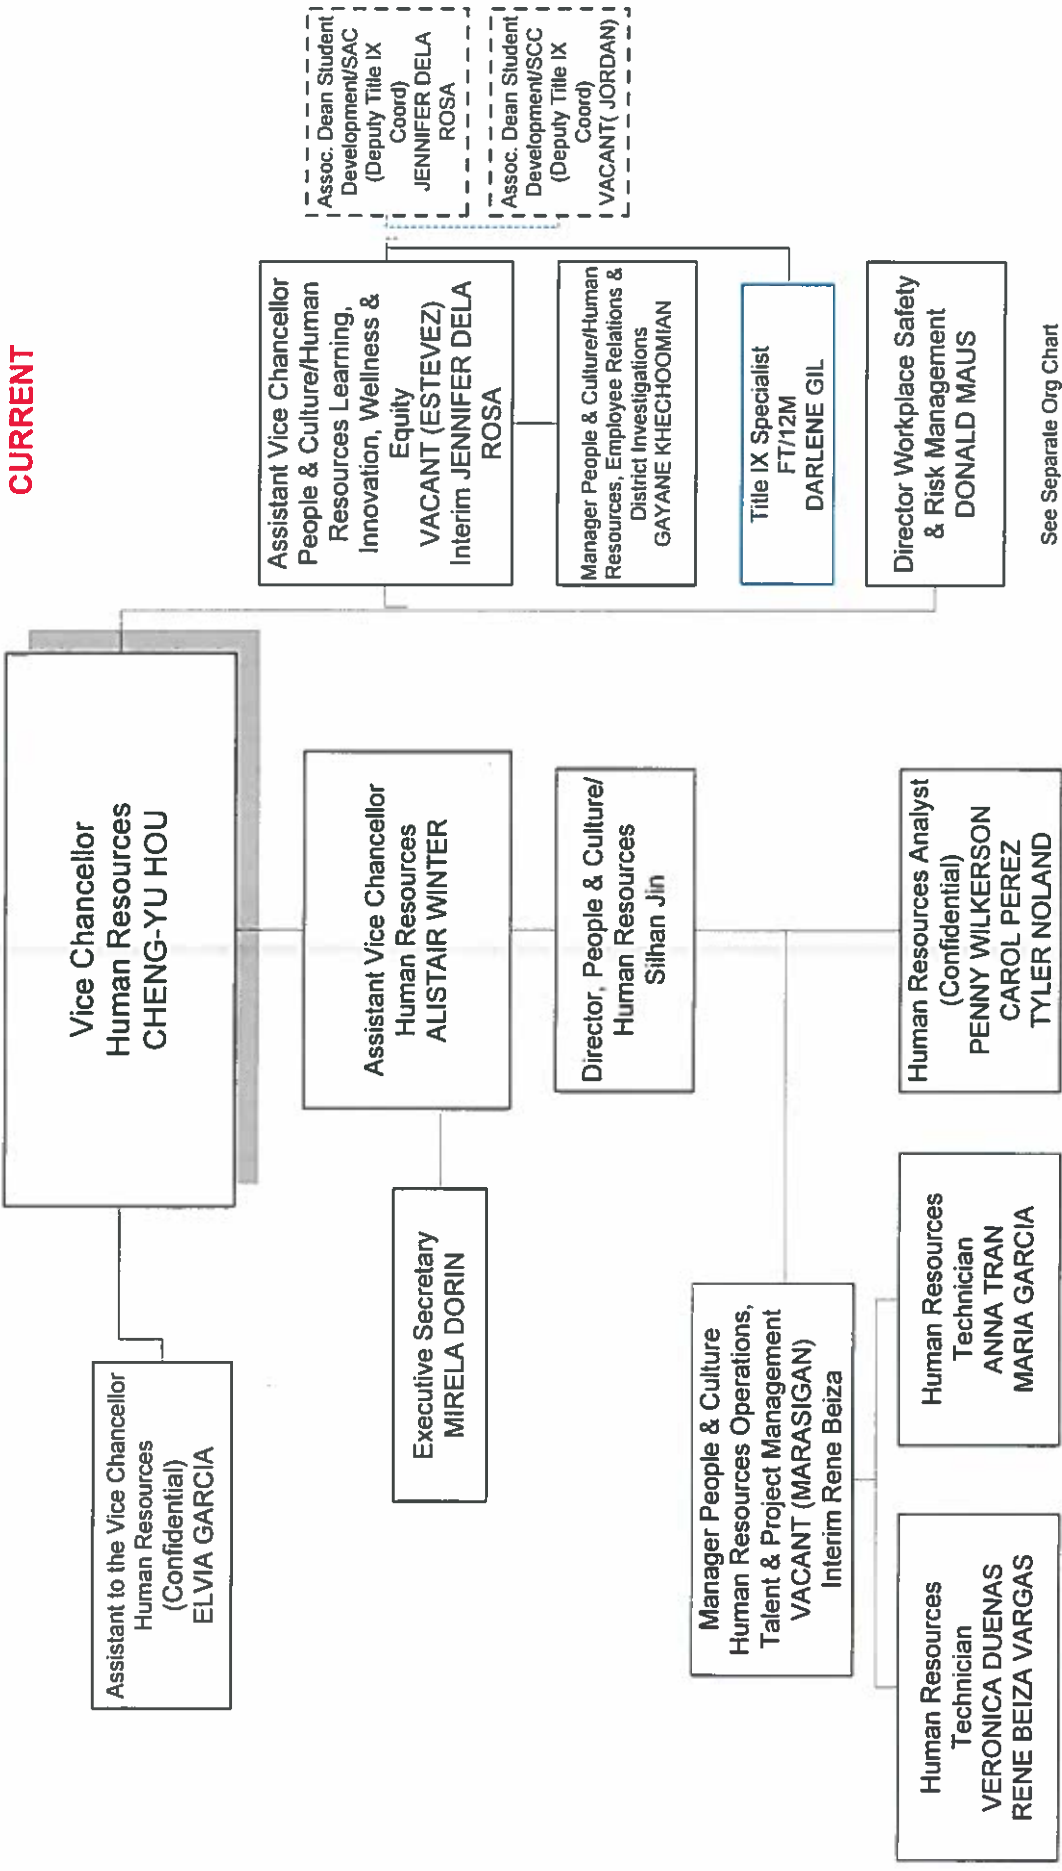 CURRENT
Vice Chancellor
Human Resources
CHENG-YU HOU
Assistant to the Vice Chancellor
Human Resources
(Confidential)
ELVIA GARCIA
Assistant Vice Chancellor
Human Resources
ALISTAIR WINTER
Executive Secretary
MIRELA DORIN
Director, People & Culture/
Human Resources
Silhan Jin
Manager People & Culture
Human Resources Operations,
Talent & Project Management
VACANT (MARASIGAN)
Interim Rene Beiza
Human Resources
Technician
VERONICA DUENAS
RENE BEIZA VARGAS
Human Resources
Technician
ANNA TRAN
MARIA GARCIA
Human Resources Analyst
(Confidential)
PENNY WILKERSON
CAROL PEREZ
TYLER NOLAND
Assistant Vice Chancellor
People & Culture/Human
Resources Learning,
Innovation, Wellness &
Equity
VACANT (ESTEVEZ)
Interim JENNIFER DELA
ROSA
Assoc. Dean Student
Development/SAC
(Deputy Title IX
Coord)
JENNIFER DELA
ROSA
Assoc. Dean Student
Development/SCC
(Deputy Title IX
Coord)
VACANT( JORDAN)
Manager People & Culture/Human
Resources, Employee Relations &
District Investigations
GAYANE KHECHOOMIAN
Title IX Specialist
FT/12M
DARLENE GIL
Director Workplace Safety
& Risk Management
DONALD MAUS
See Separate Org Chart